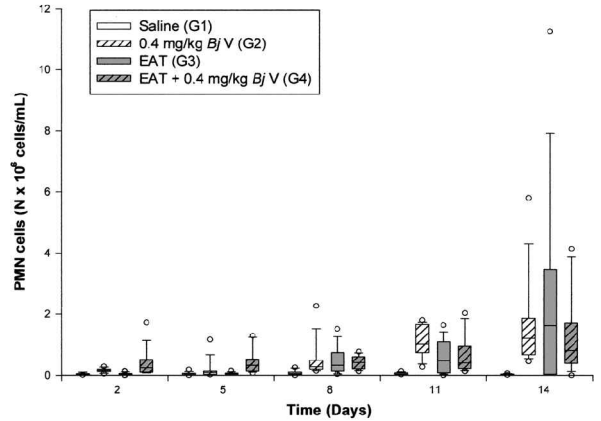 Saline (G1)
0.4 mg/kg Bj V (G2)
EAT (G3)
EAT + 0.4 mg/kg Bj V (G4)
PMN cells (N x 10⁶ cells/mL)
12
10
8
6
4
2
0
2 5 8 11 14
Time (Days)